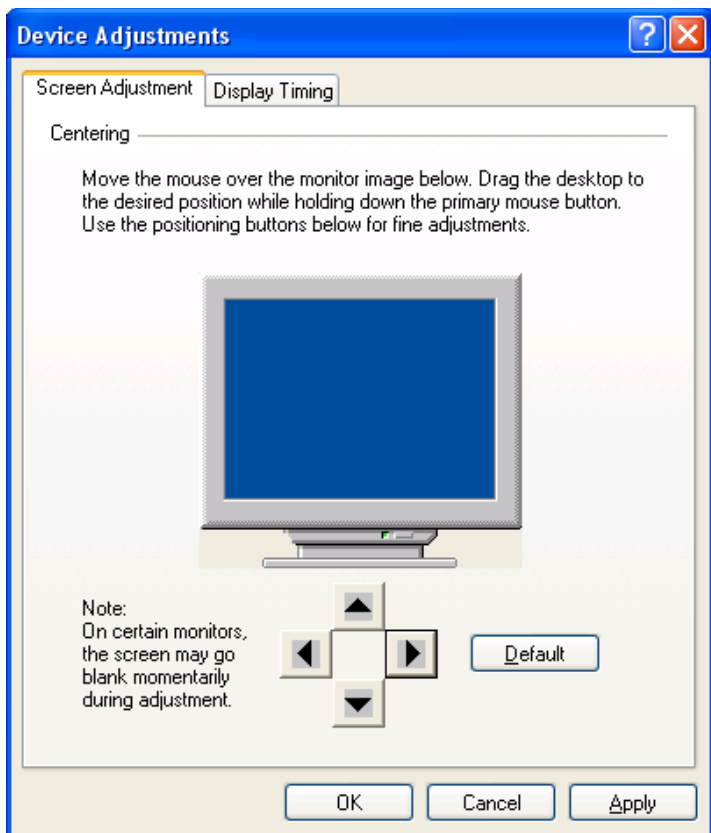 Device Adjustments
Screen Adjustment
Display Timing
Centering
Move the mouse over the monitor image below. Drag the desktop to
the desired position while holding down the primary mouse button.
Use the positioning buttons below for fine adjustments.
Note:
On certain monitors,
the screen may go
blank momentarily
during adjustment.
Default
OK
Cancel
Apply